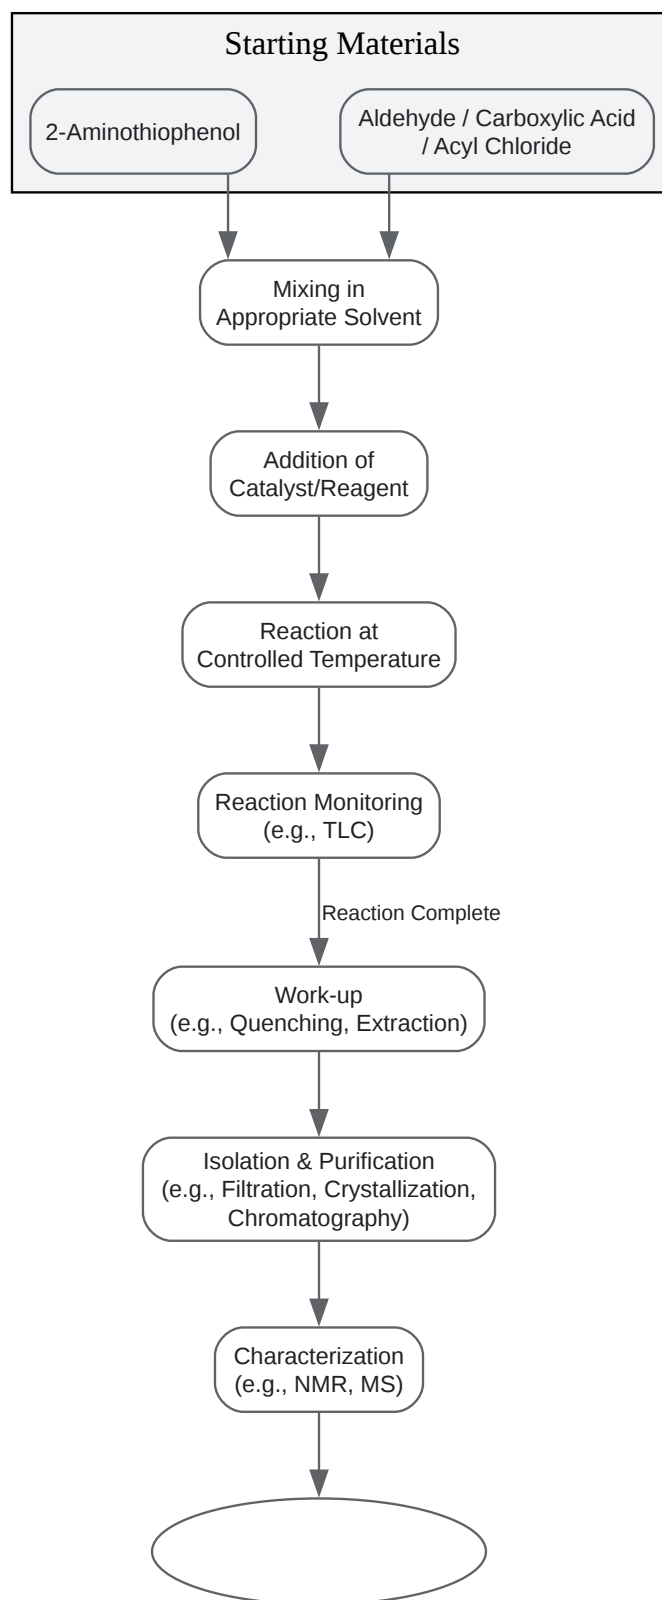 Starting Materials
2-Aminothiophenol
Aldehyde / Carboxylic Acid
/ Acyl Chloride
Mixing in
Appropriate Solvent
Addition of
Catalyst/Reagent
Reaction at
Controlled Temperature
Reaction Monitoring
(e.g., TLC)
Reaction Complete
Work-up
(e.g., Quenching, Extraction)
Isolation & Purification
(e.g., Filtration, Crystallization,
Chromatography)
Characterization
(e.g., NMR, MS)